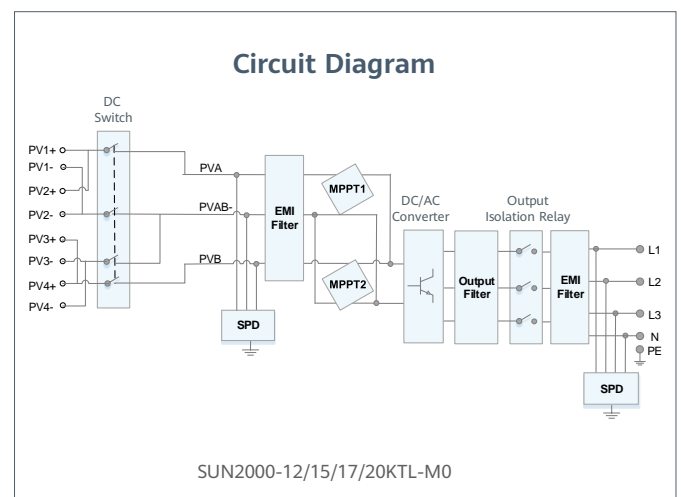 Circuit Diagram
DC
Switch
PV1+
PV1-
PV2+
PV2-
PV3+
PV3-
PV4+
PV4-
PVA
PVAB-
PVB
SPD
EMI
Filter
MPPT1
MPPT2
DC/AC
Converter
Output
Filter
Output
Isolation Relay
EMI
Filter
L1
L2
L3
N
PE
SPD
SUN2000-12/15/17/20KTL-M0